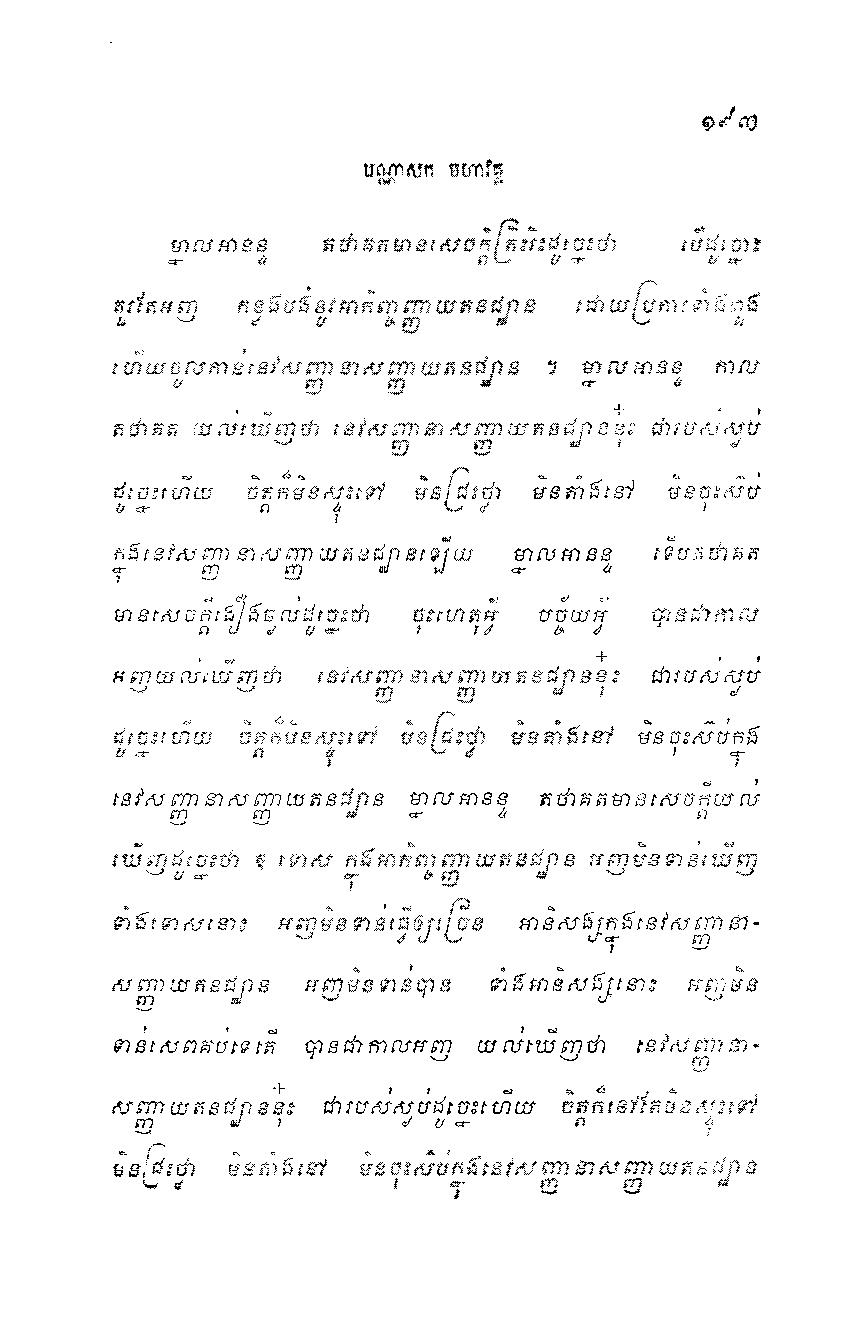 ១៩៣
បណ្ណាសក មហាវគ្គ
ម្នាលអានន្ទ តថាគតមានសេចក្តីត្រិះរិះដូច្នេះថា បើដូច្នោះ
គួរតែអញ កន្លងបង់នូវអាកិញ្ចញ្ញាយតនជ្ឈាន ដោយប្រការទាំងពួង
ហើយចូលកាន់នេវសញ្ញានាសញ្ញាយតនជ្ឈាន ។ ម្នាលអានន្ទ កាល
តថាគត យល់ឃើញថា នេវសញ្ញានាសញ្ញាយតនជ្ឈាននុ៎ះ ជារបស់ស្ងប់
ដូច្នេះហើយ ចិត្តក៏មិនស្ទុះទៅ មិនជ្រះថ្លា មិនតាំងនៅ មិនចុះស៊ប់
ក្នុងនេវសញ្ញានាសញ្ញាយតនជ្ឈានឡើយ ម្នាលអានន្ទ ទើបតថាគត
មានសេចក្តីរង្គៀងចូល់ដូច្នេះថា ចុះហេតុអ្វី បច្ច័យអ្វី បានជាកាល
អញយល់ឃើញថា នេវសញ្ញានាសញ្ញាយតនជ្ឈាននុ៎ះ ជារបស់ស្ងប់
ដូច្នេះហើយ ចិត្តក៏មិនស្ទុះទៅ មិនជ្រះថ្លា មិនតាំងនៅ មិនចុះស៊ប់ក្នុង
នេវសញ្ញានាសញ្ញាយតនជ្ឈាន ម្នាលអានន្ទ តថាគតមានសេចក្តីយល់
ឃើញដូច្នេះថា ទោស ក្នុងអាកិញ្ចញ្ញាយតនជ្ឈាន អញមិនទាន់ឃើញ
ទាំងទោសនោះ អញមិនទាន់ធ្វើឲ្យច្រើន អានិសង្សក្នុងនេវសញ្ញានា-
សញ្ញាយតនជ្ឈាន អញមិនទាន់បាន ទាំងអានិសង្សនោះ អញមិន
ទាន់សេពគប់ទេតើ បានជាកាលអញ យល់ឃើញថា នេវសញ្ញានា-
សញ្ញាយតនជ្ឈាននុ៎ះ ជារបស់ស្ងប់ដូច្នេះហើយ ចិត្តក៏នៅតែមិនស្ទុះទៅ
មិនជ្រះថ្លា មិនតាំងនៅ មិនចុះស៊ប់ក្នុងនេវសញ្ញានាសញ្ញាយតនជ្ឈាន